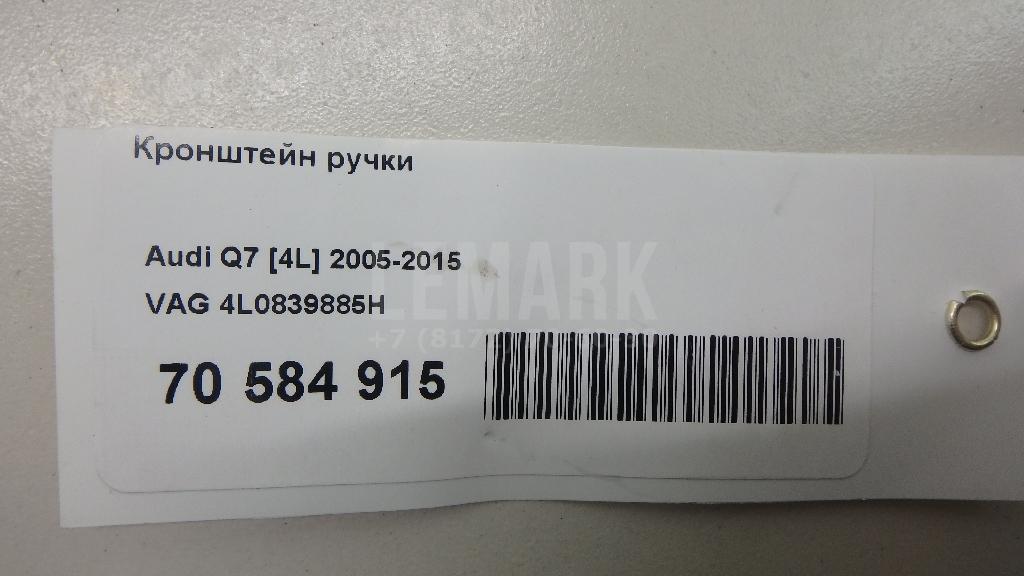 Кронштейн ручки
Audi Q7 [4L] 2005-2015
VAG 4L0839885H
LEMARK
70 584 915